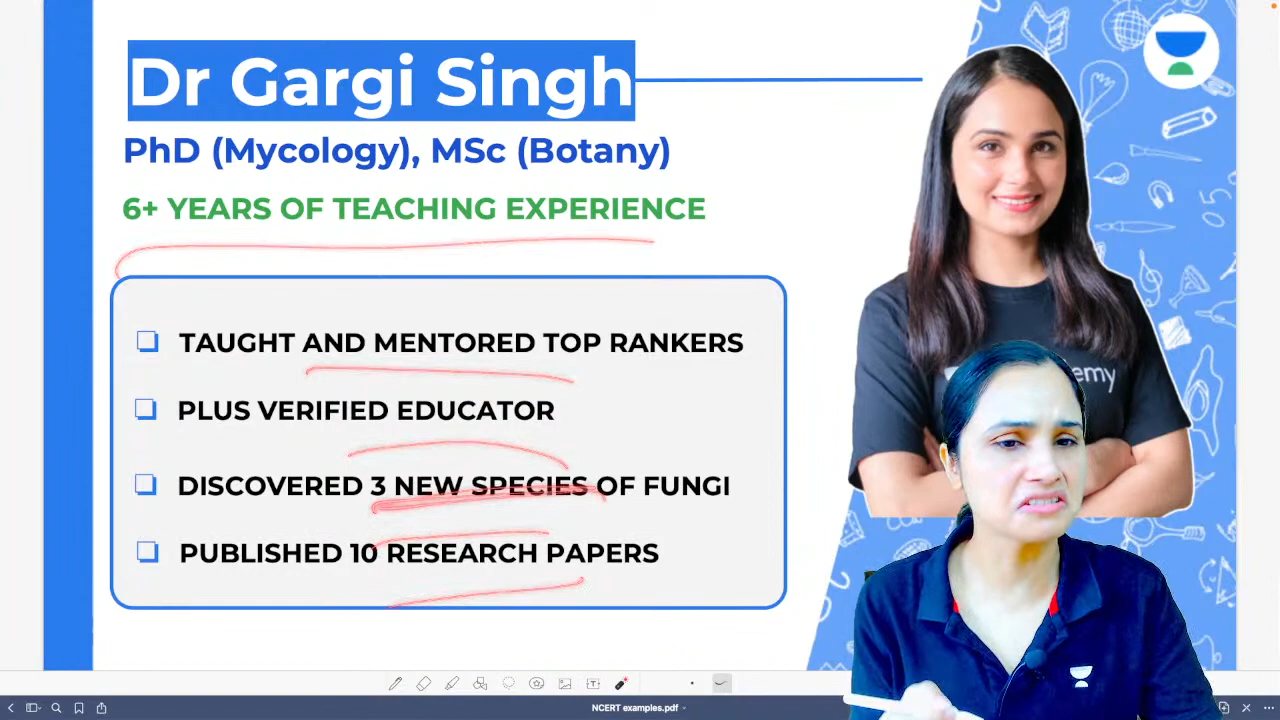 Dr Gargi Singh
PhD (Mycology), MSc (Botany)
6+ YEARS OF TEACHING EXPERIENCE
TAUGHT AND MENTORED TOP RANKERS
PLUS VERIFIED EDUCATOR
DISCOVERED 3 NEW SPECIES OF FUNGI
PUBLISHED 10 RESEARCH PAPERS
NCERT examples.pdf